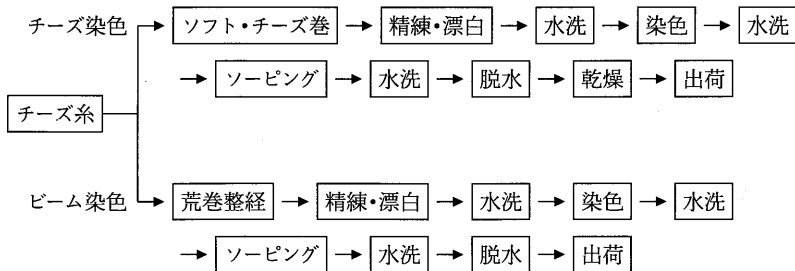 チーズ染色 → ソフト・チーズ巻 → 精練・漂白 → 水洗 → 染色 → 水洗
→ ソーピング → 水洗 → 脱水 → 乾燥 → 出荷
チーズ糸
ビーム染色 → 荒巻整経 → 精練・漂白 → 水洗 → 染色 → 水洗
→ ソーピング → 水洗 → 脱水 → 出荷